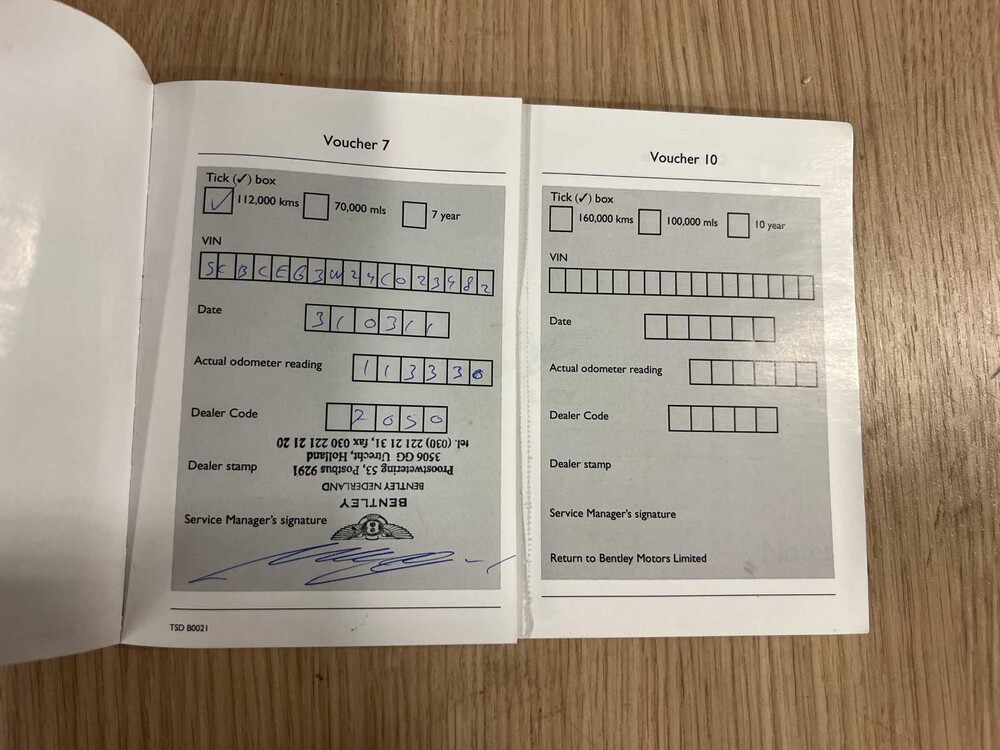 Voucher 7
Tick (✓) box
✓ 112,000 kms 70,000 mls 7 year
VIN
SCBCE63W24C023482
Date
310311
Actual odometer reading 113330
Dealer Code 2050
Dealer stamp
BENTLEY
BENTLEY NEDERLAND
Proostwetering 53, Postbus 9291
3506 GG Utrecht, Holland
tel. (030) 221 21 31, fax 030 221 21 20
Service Manager's signature
TSD 80021
Voucher 10
Tick (✓) box
160,000 kms 100,000 mls 10 year
VIN
Date
Actual odometer reading
Dealer Code
Dealer stamp
Service Manager's signature
Return to Bentley Motors Limited
Notes